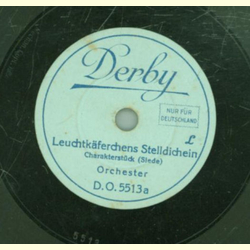 Derby
NUR FÜR
DEUTSCHLAND
L
Leuchtkäferchens Stelldichein
Charakterstück (Siede)
Orchester
D.O. 5513a